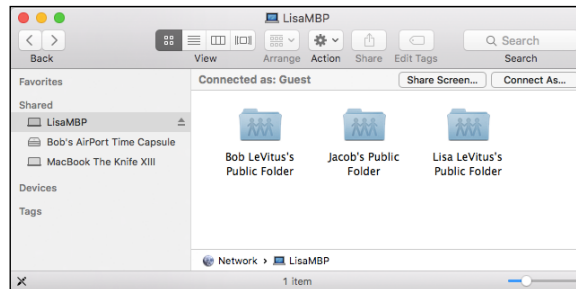 LisaMBP
Back
View
Arrange
Action
Share
Edit Tags
Search
Search
Favorites
Shared
LisaMBP
Bob's AirPort Time Capsule
MacBook The Knife XIII
Devices
Tags
Connected as: Guest
Share Screen...
Connect As...
Bob LeVitus's
Public Folder
Jacob's Public
Folder
Lisa LeVitus's
Public Folder
Network › LisaMBP
1 item